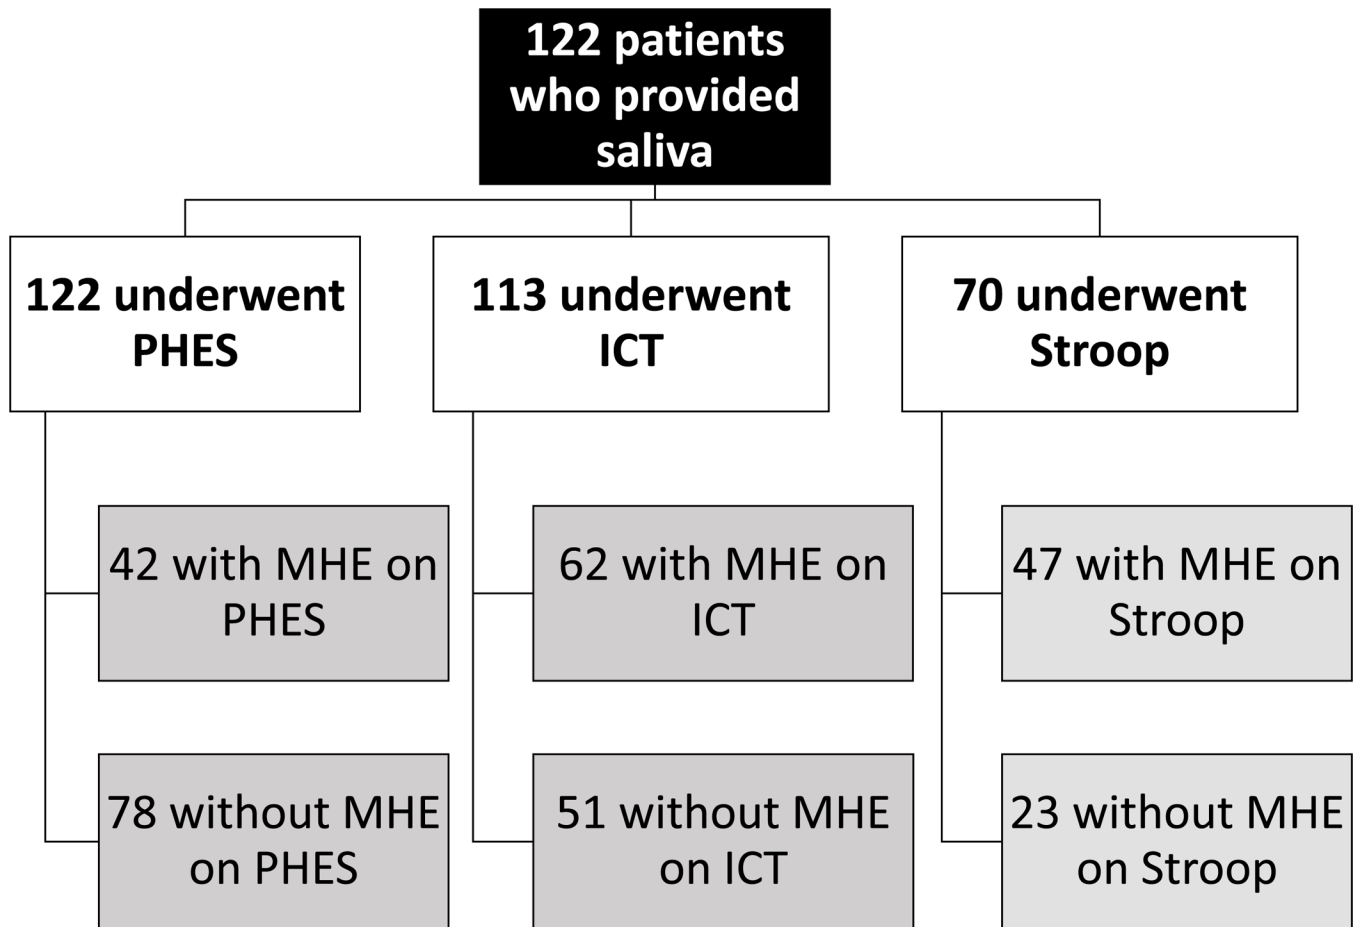 122 patients
who provided
saliva
122 underwent
PHES
113 underwent
ICT
70 underwent
Stroop
42 with MHE on
PHES
62 with MHE on
ICT
47 with MHE on
Stroop
78 without MHE
on PHES
51 without MHE
on ICT
23 without MHE
on Stroop